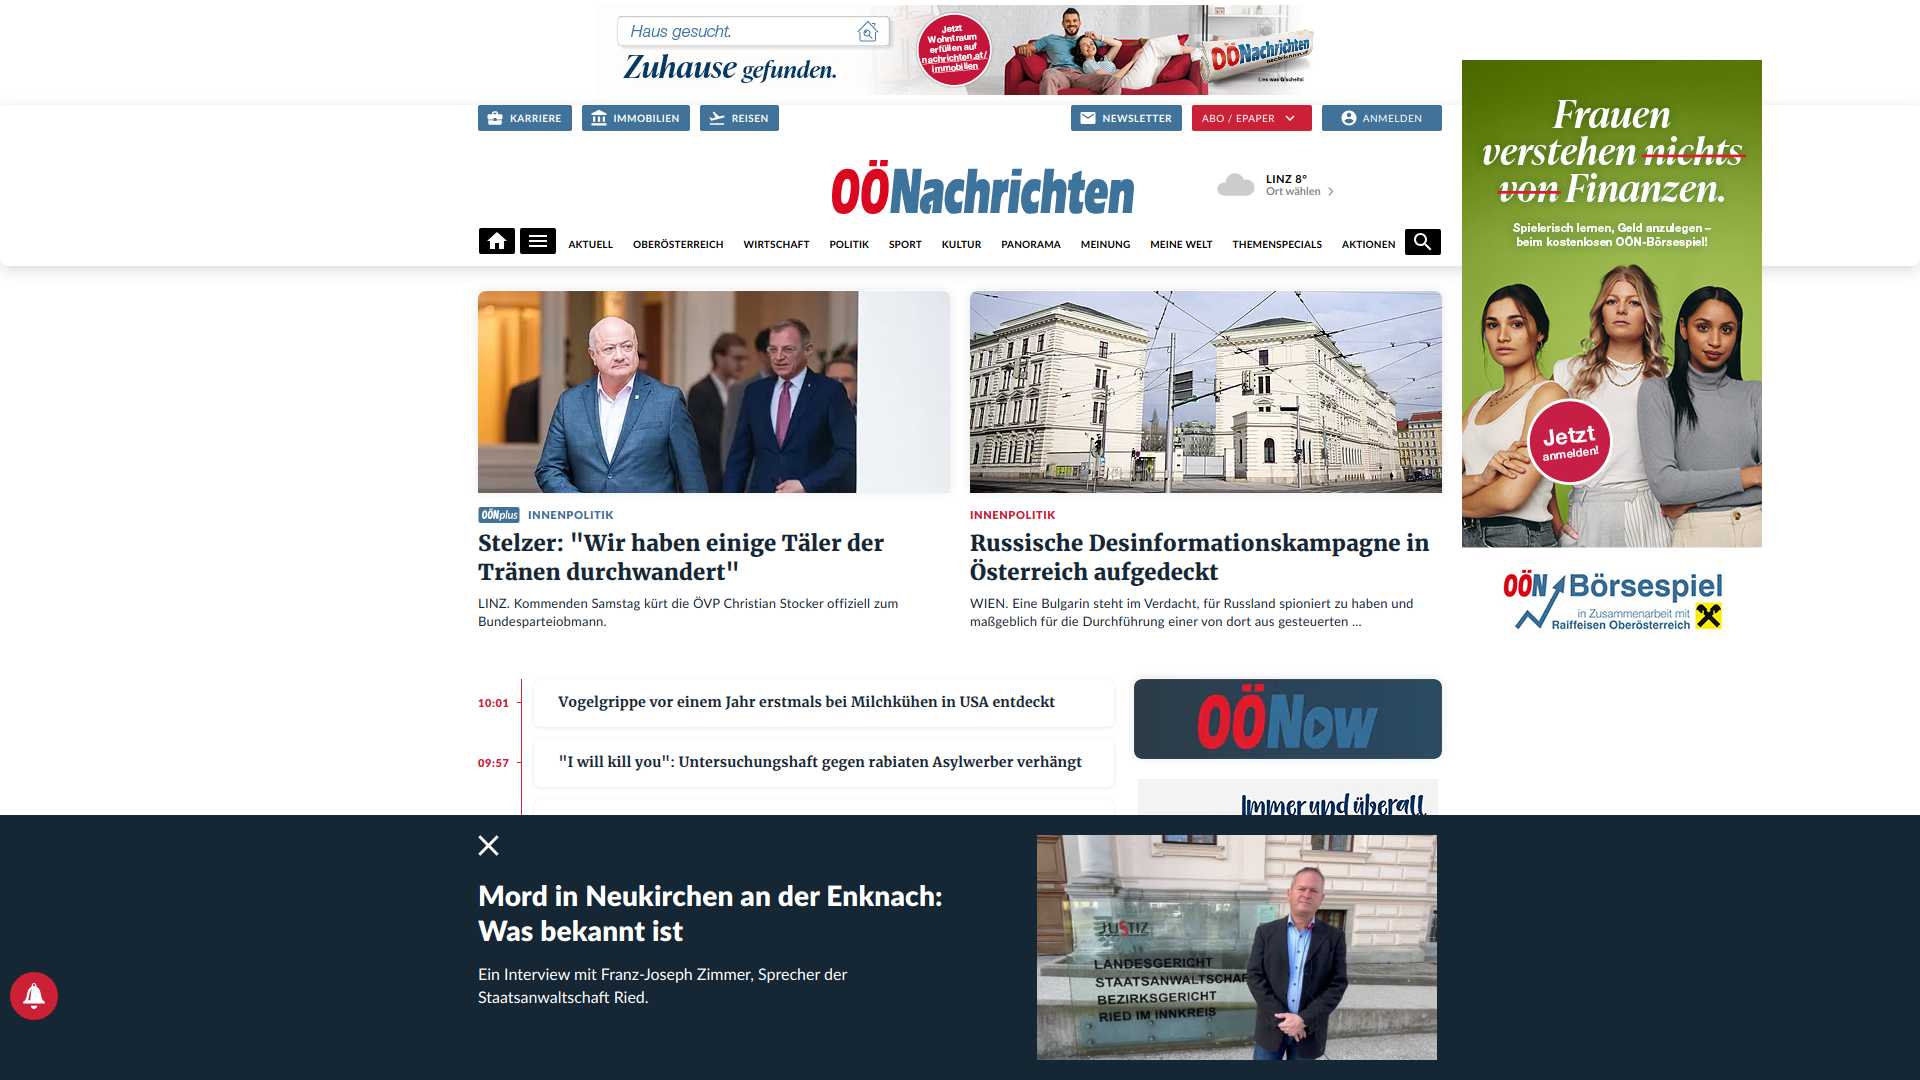 Haus gesucht.
Zuhause gefunden.
Jetzt
Wohntraum
erfüllen auf
nachrichten.at/
immobilien
OÖNachrichten
Lies was G'scheits!
KARRIERE
IMMOBILIEN
REISEN
NEWSLETTER
ABO / EPAPER
ANMELDEN
OÖNachrichten
LINZ 8°
Ort wählen
AKTUELL
OBERÖSTERREICH
WIRTSCHAFT
POLITIK
SPORT
KULTUR
PANORAMA
MEINUNG
MEINE WELT
THEMENSPECIALS
AKTIONEN
Frauen
verstehen nichts
von Finanzen.
Spielerisch lernen, Geld anzulegen –
beim kostenlosen OÖN-Börsespiel!
Jetzt
anmelden!
OÖN Börsespiel
in Zusammenarbeit mit
Raiffeisen Oberösterreich
OÖNplus INNENPOLITIK
Stelzer: "Wir haben einige Täler der
Tränen durchwandert"
LINZ. Kommenden Samstag kürt die ÖVP Christian Stocker offiziell zum
Bundesparteiobmann.
INNENPOLITIK
Russische Desinformationskampagne in
Österreich aufgedeckt
WIEN. Eine Bulgarin steht im Verdacht, für Russland spioniert zu haben und
maßgeblich für die Durchführung einer von dort aus gesteuerten ...
10:01
Vogelgrippe vor einem Jahr erstmals bei Milchkühen in USA entdeckt
09:57
"I will kill you": Untersuchungshaft gegen rabiaten Asylwerber verhängt
OÖNow
Immer und überall
Mord in Neukirchen an der Enknach:
Was bekannt ist
Ein Interview mit Franz-Joseph Zimmer, Sprecher der
Staatsanwaltschaft Ried.
JUSTIZ
LANDESGERICHT
STAATSANWALTSCHAF
BEZIRKSGERICHT
RIED IM INNKREIS